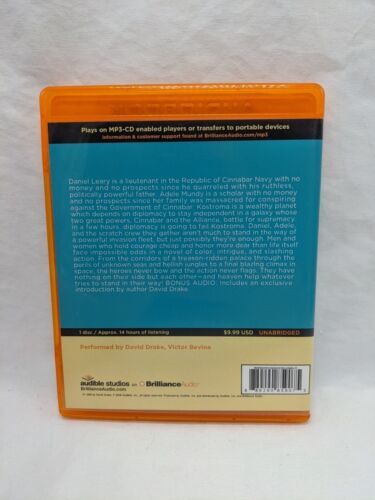 Plays on MP3-CD enabled players or transfers to portable devices
Information & customer support found at BrillianceAudio.com/mp3
Daniel Leary is a lieutenant in the Republic of Cinnabar Navy with
no money and no prospects since he quarreled with his ruthless,
politically powerful father. Adele Mundy is a scholar with no money
and no prospects since her family was massacred for conspiring
against the Government of Cinnabar. Kostroma is a wealthy planet
which depends on diplomacy to stay independent in a galaxy whose
two great powers, Cinnabar and the Alliance, battle for supremacy.
In a few hours, diplomacy is going to fail Kostroma. Daniel, Adele,
and the scratch crew they gather aren't much to stand in the way of
a powerful invasion fleet, but just possibly they're enough. Men and
women who hold courage cheap and honor more dear than life itself
face impossible odds in a novel of color, intrigue, and slashing
action. From the corridors of a treason-ridden palace through the
perils of unknown seas and hellish jungles to a final blazing climax in
space, the heroes never bow and the action never flags. They have
nothing on their side but each other—and heaven help whatever
tries to stand in their way! BONUS AUDIO: Includes an exclusive
introduction by author David Drake.
1 disc / Approx. 14 hours of listening
$9.99 USD UNABRIDGED
Performed by David Drake, Victor Bevine
audible studios on BrillianceAudio
BrillianceAudio.com